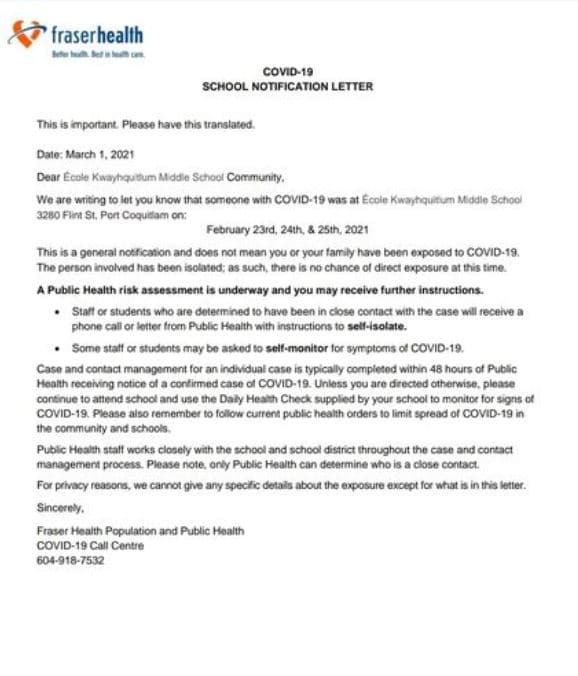 fraserhealth
Better health. Best in health care.
COVID-19
SCHOOL NOTIFICATION LETTER
This is important. Please have this translated.
Date: March 1, 2021
Dear École Kwayhquitlum Middle School Community,
We are writing to let you know that someone with COVID-19 was at École Kwayhquitlum Middle School
3280 Flint St, Port Coquitlam on:
February 23rd, 24th, & 25th, 2021
This is a general notification and does not mean you or your family have been exposed to COVID-19.
The person involved has been isolated; as such, there is no chance of direct exposure at this time.
A Public Health risk assessment is underway and you may receive further instructions.
• Staff or students who are determined to have been in close contact with the case will receive a
phone call or letter from Public Health with instructions to self-isolate.
• Some staff or students may be asked to self-monitor for symptoms of COVID-19.
Case and contact management for an individual case is typically completed within 48 hours of Public
Health receiving notice of a confirmed case of COVID-19. Unless you are directed otherwise, please
continue to attend school and use the Daily Health Check supplied by your school to monitor for signs of
COVID-19. Please also remember to follow current public health orders to limit spread of COVID-19 in
the community and schools.
Public Health staff works closely with the school and school district throughout the case and contact
management process. Please note, only Public Health can determine who is a close contact.
For privacy reasons, we cannot give any specific details about the exposure except for what is in this letter.
Sincerely,
Fraser Health Population and Public Health
COVID-19 Call Centre
604-918-7532